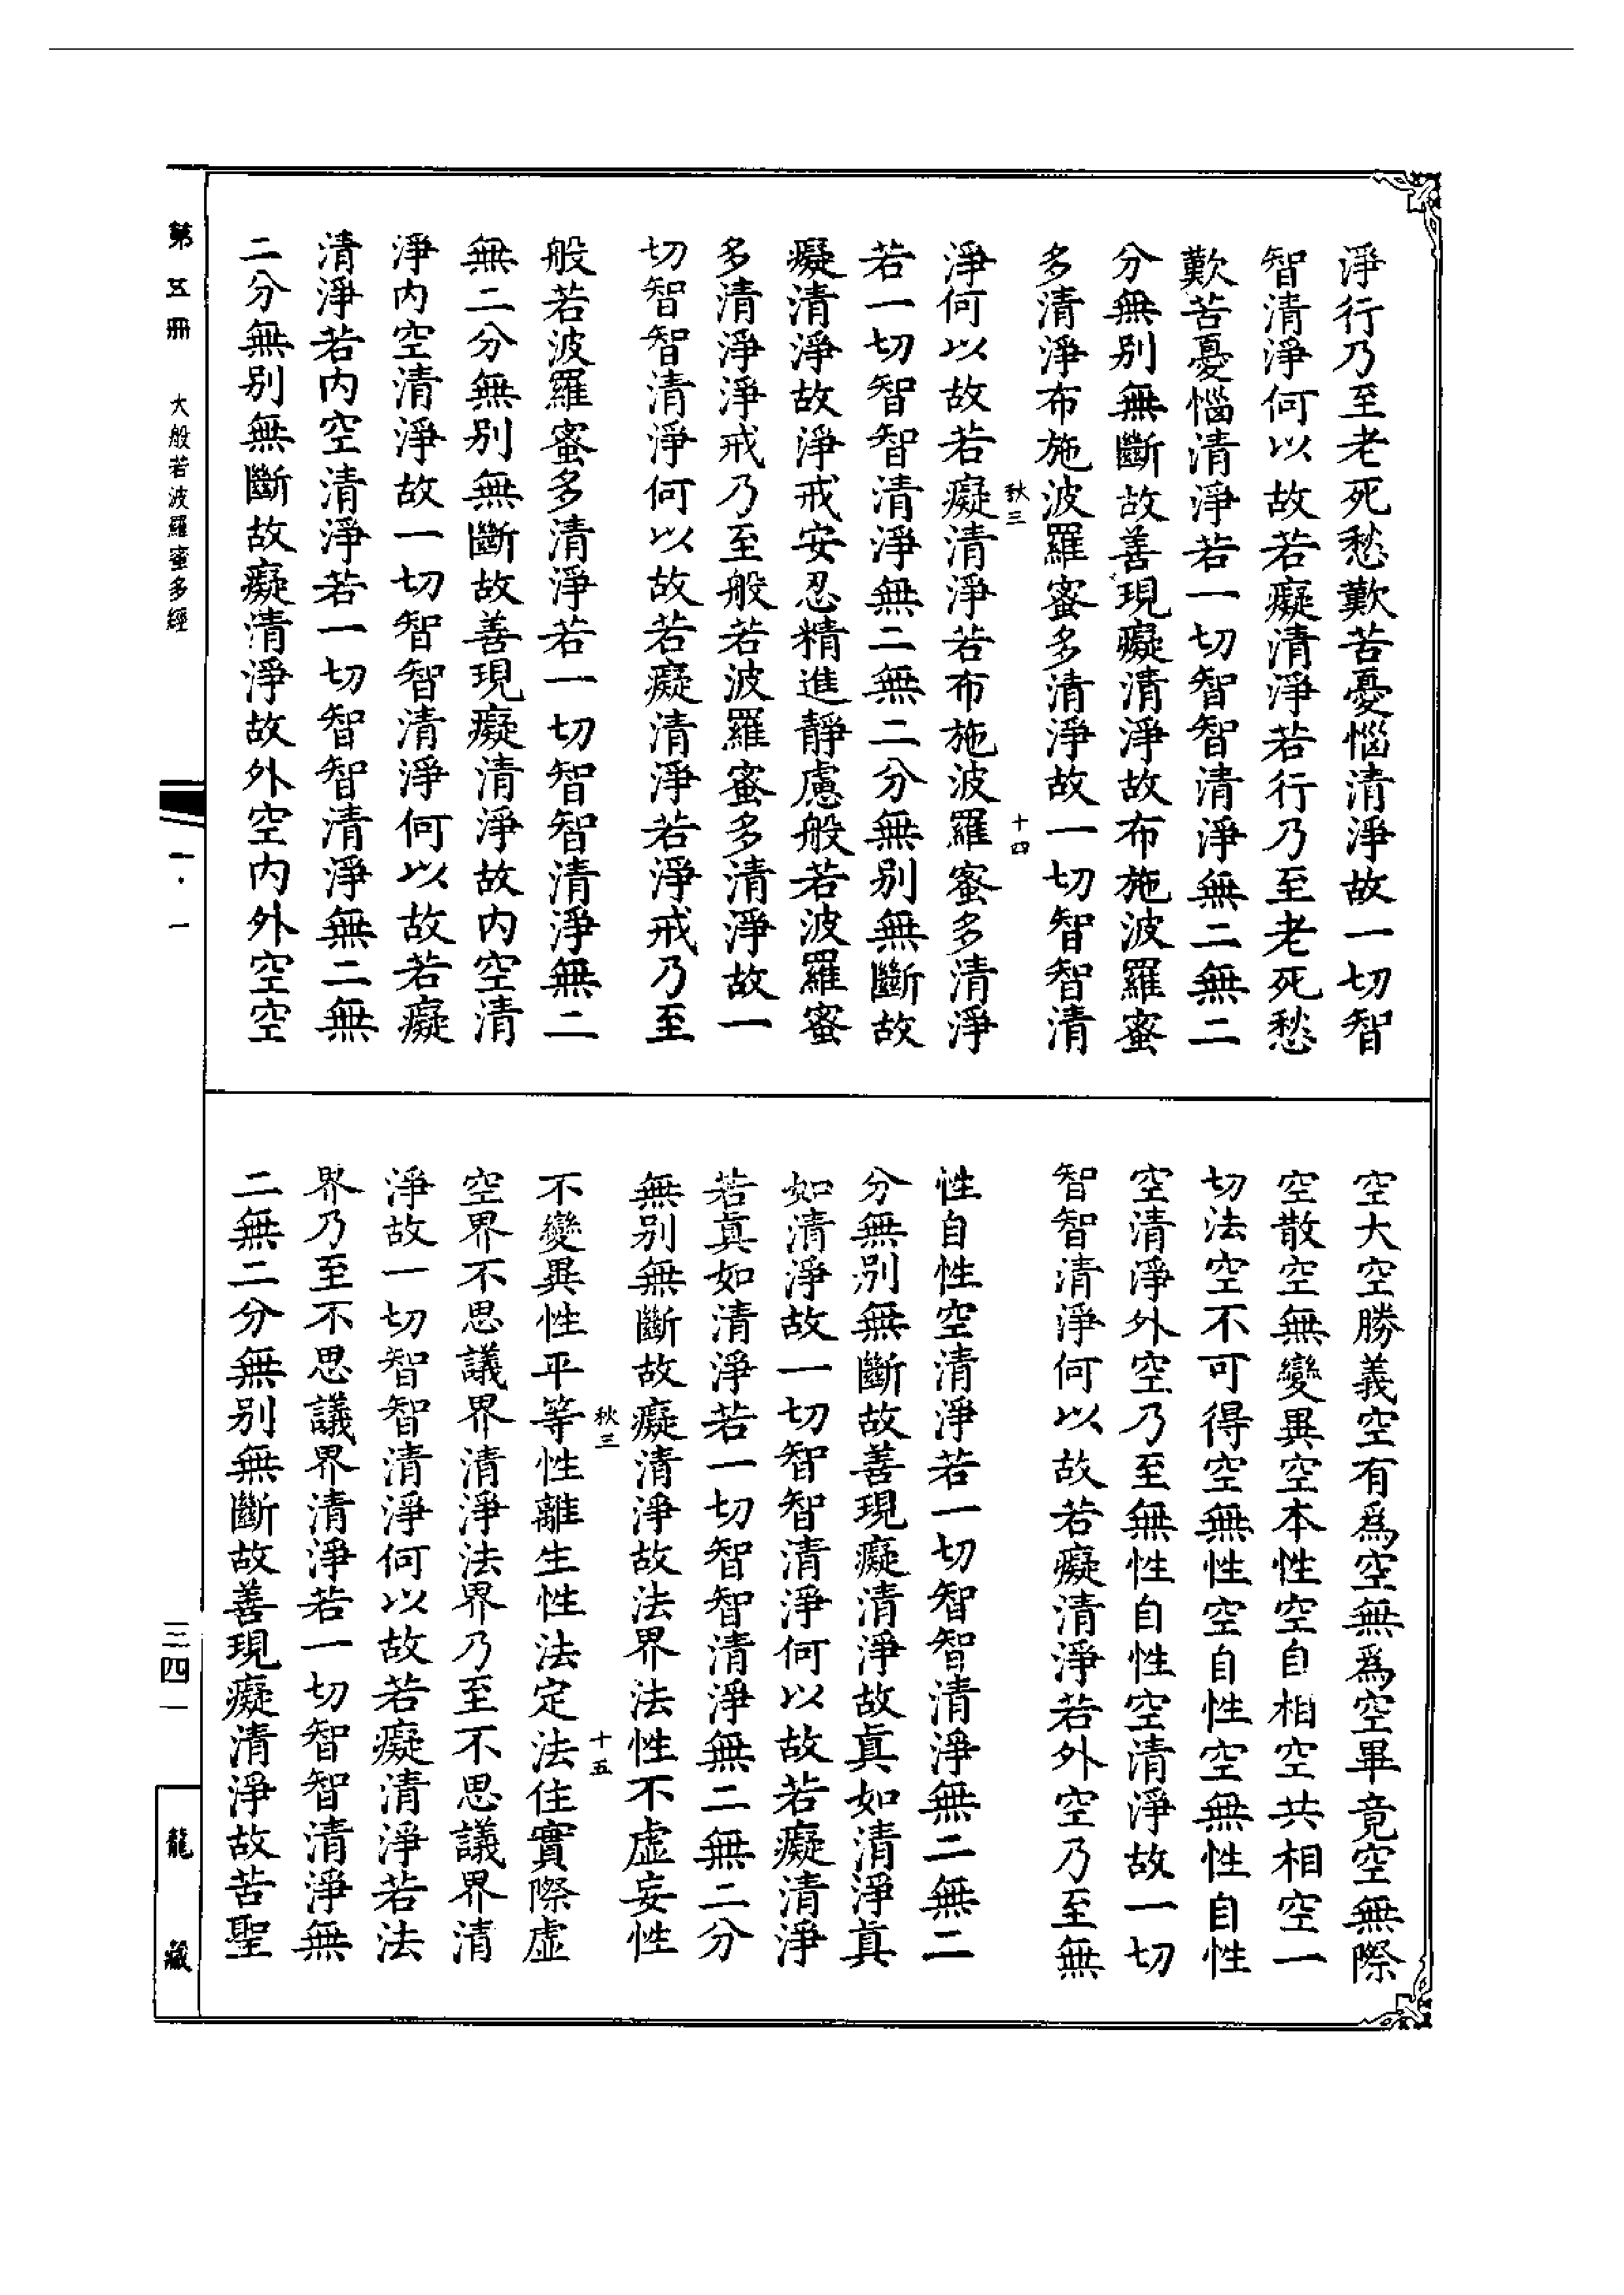 淨行乃至老死愁歎苦憂惱清淨故一切智
智清淨何以故若癡清淨若行乃至老死愁
歎苦憂惱清淨若一切智智清淨無二無二
分無別無斷故善現癡清淨故布施波羅蜜
多清淨布施波羅蜜多清淨故一切智智清
秋三
十四
淨何以故若癡清淨若布施波羅蜜多清淨
若一切智智清淨無二無二分無別無斷故
癡清淨故淨戒安忍精進靜慮般若波羅蜜
多清淨淨戒乃至般若波羅蜜多清淨故一
切智智清淨何以故若癡清淨若淨戒乃至
般若波羅蜜多清淨若一切智智清淨無二
無二分無別無斷故善現癡清淨故內空清
淨內空清淨故一切智智清淨何以故若癡
清淨若內空清淨若一切智智清淨無二無
二分無別無斷故癡清淨故外空內外空空
空大空勝義空有為空無為空畢竟空無際
空散空無變異空本性空自相空共相空一
切法空不可得空無性空自性空無性自性
空清淨外空乃至無性自性空清淨故一切
智智清淨何以故若癡清淨若外空乃至無
性自性空清淨若一切智智清淨無二無二
分無別無斷故善現癡清淨故真如清淨真
如清淨故一切智智清淨何以故若癡清淨
若真如清淨若一切智智清淨無二無二分
無別無斷故癡清淨故法界法性不虛妄性
秋三
十五
不變異性平等性離生性法定法住實際虛
空界不思議界清淨法界乃至不思議界清
淨故一切智智清淨何以故若癡清淨若法
界乃至不思議界清淨若一切智智清淨無
二無二分無別無斷故善現癡清淨故苦聖
第五冊 大般若波羅蜜多經
一·一
三四一
龍藏